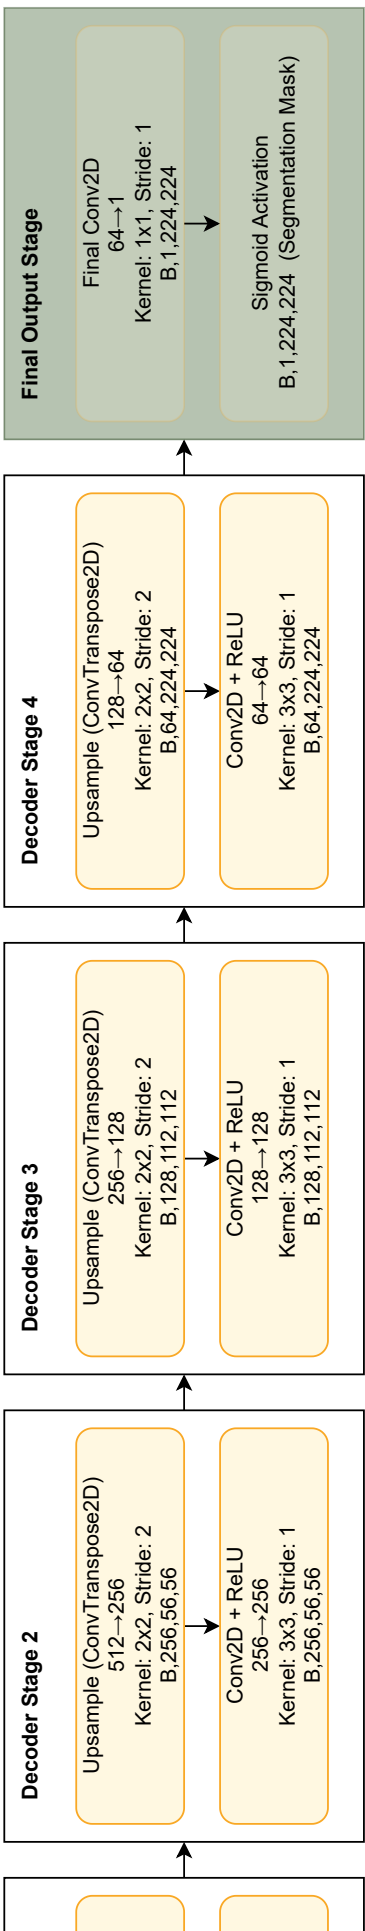 Decoder Stage 2
Upsample (ConvTranspose2D)
512→256
Kernel: 2x2, Stride: 2
B,256,56,56
Conv2D + ReLU
256→256
Kernel: 3x3, Stride: 1
B,256,56,56
Decoder Stage 3
Upsample (ConvTranspose2D)
256→128
Kernel: 2x2, Stride: 2
B,128,112,112
Conv2D + ReLU
128→128
Kernel: 3x3, Stride: 1
B,128,112,112
Decoder Stage 4
Upsample (ConvTranspose2D)
128→64
Kernel: 2x2, Stride: 2
B,64,224,224
Conv2D + ReLU
64→64
Kernel: 3x3, Stride: 1
B,64,224,224
Final Output Stage
Final Conv2D
64→1
Kernel: 1x1, Stride: 1
B,1,224,224
Sigmoid Activation
B,1,224,224 (Segmentation Mask)